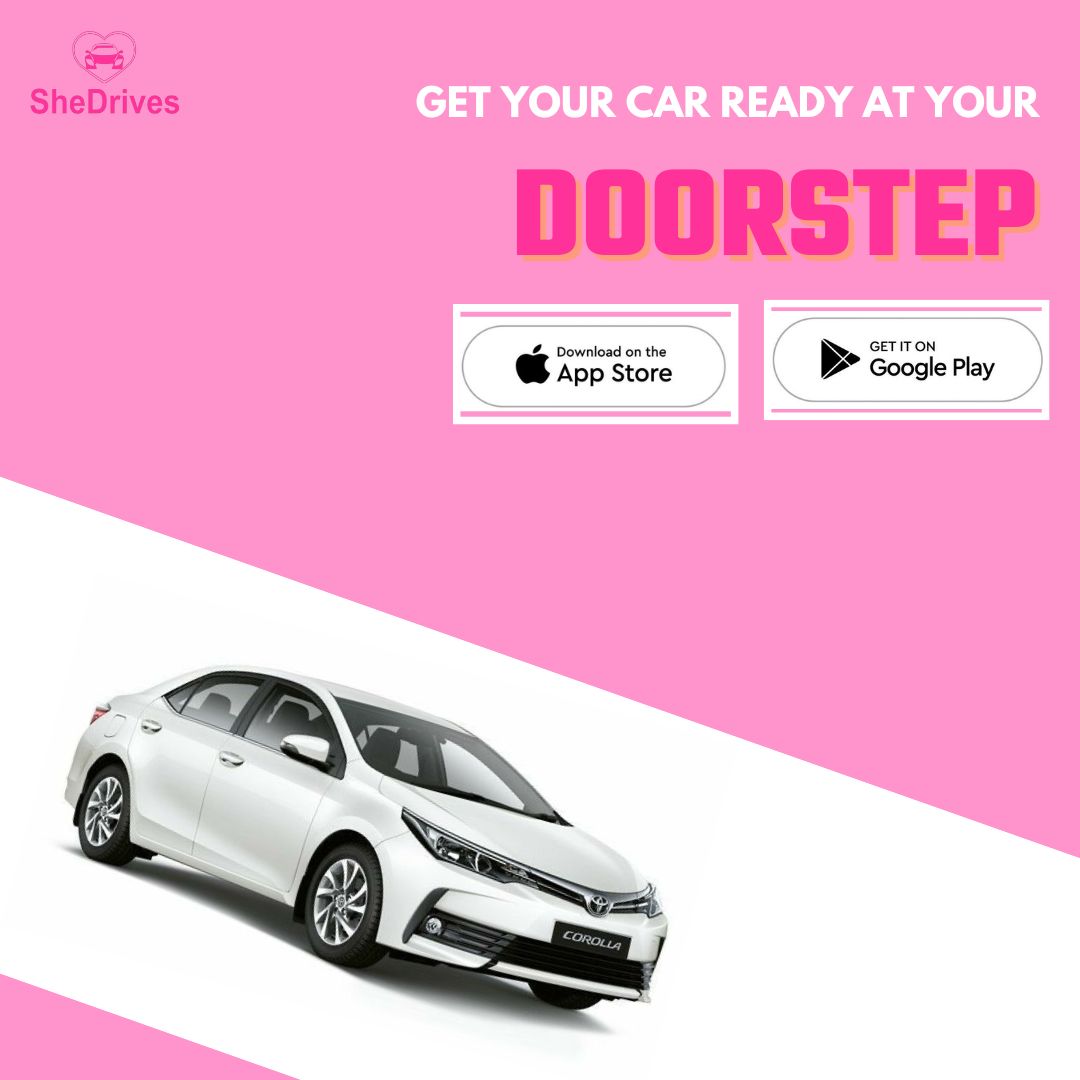 SheDrives
GET YOUR CAR READY AT YOUR
DOORSTEP
Download on the
App Store
GET IT ON
Google Play
COROLLA